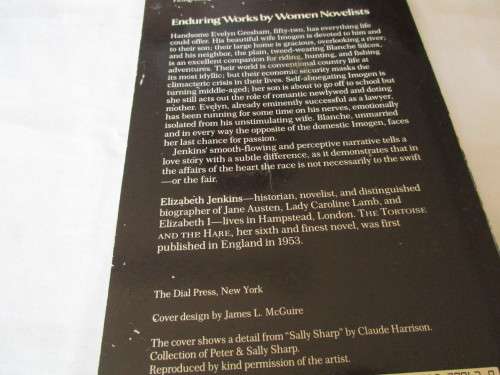 Enduring Works by Women Novelists
Handsome Evelyn Gresham, fifty-two, has everything life
could offer. His beautiful wife Imogen is devoted to him and
to their son; their large home is gracious, overlooking a river;
and his neighbor, the plain, tweed-wearing Blanche Silcox,
is an excellent companion for riding, hunting, and fishing
adventures. Their world is conventional country life at
its most idyllic; but their economic security masks the
climacteric crisis in their lives. Self-abnegating Imogen is
turning middle-aged; her son is about to go off to school but
she still acts out the role of romantic newlywed and doting
mother. Evelyn, already eminently successful as a lawyer,
has been running for some time on his nerves, emotionally
isolated from his unstimulating wife. Blanche, unmarried
and in every way the opposite of the domestic Imogen, faces
her last chance for passion.
Jenkins' smooth-flowing and perceptive narrative tells a
love story with a subtle difference, as it demonstrates that in
the affairs of the heart the race is not necessarily to the swift
—or the fair.
Elizabeth Jenkins—historian, novelist, and distinguished
biographer of Jane Austen, Lady Caroline Lamb, and
Elizabeth I—lives in Hampstead, London. THE TORTOISE
AND THE HARE, her sixth and finest novel, was first
published in England in 1953.
The Dial Press, New York
Cover design by James L. McGuire
The cover shows a detail from "Sally Sharp" by Claude Harrison.
Collection of Peter & Sally Sharp.
Reproduced by kind permission of the artist.